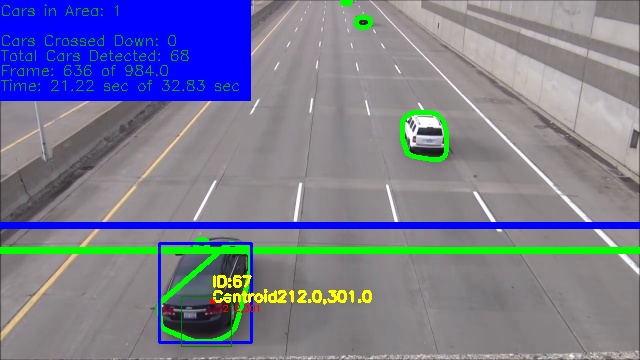 Cars in Area: 1
Cars Crossed Down: 0
Total Cars Detected: 68
Frame: 636 of 984.0
Time: 21.22 sec of 32.83 sec
ID:67
Centroid212.0,301.0